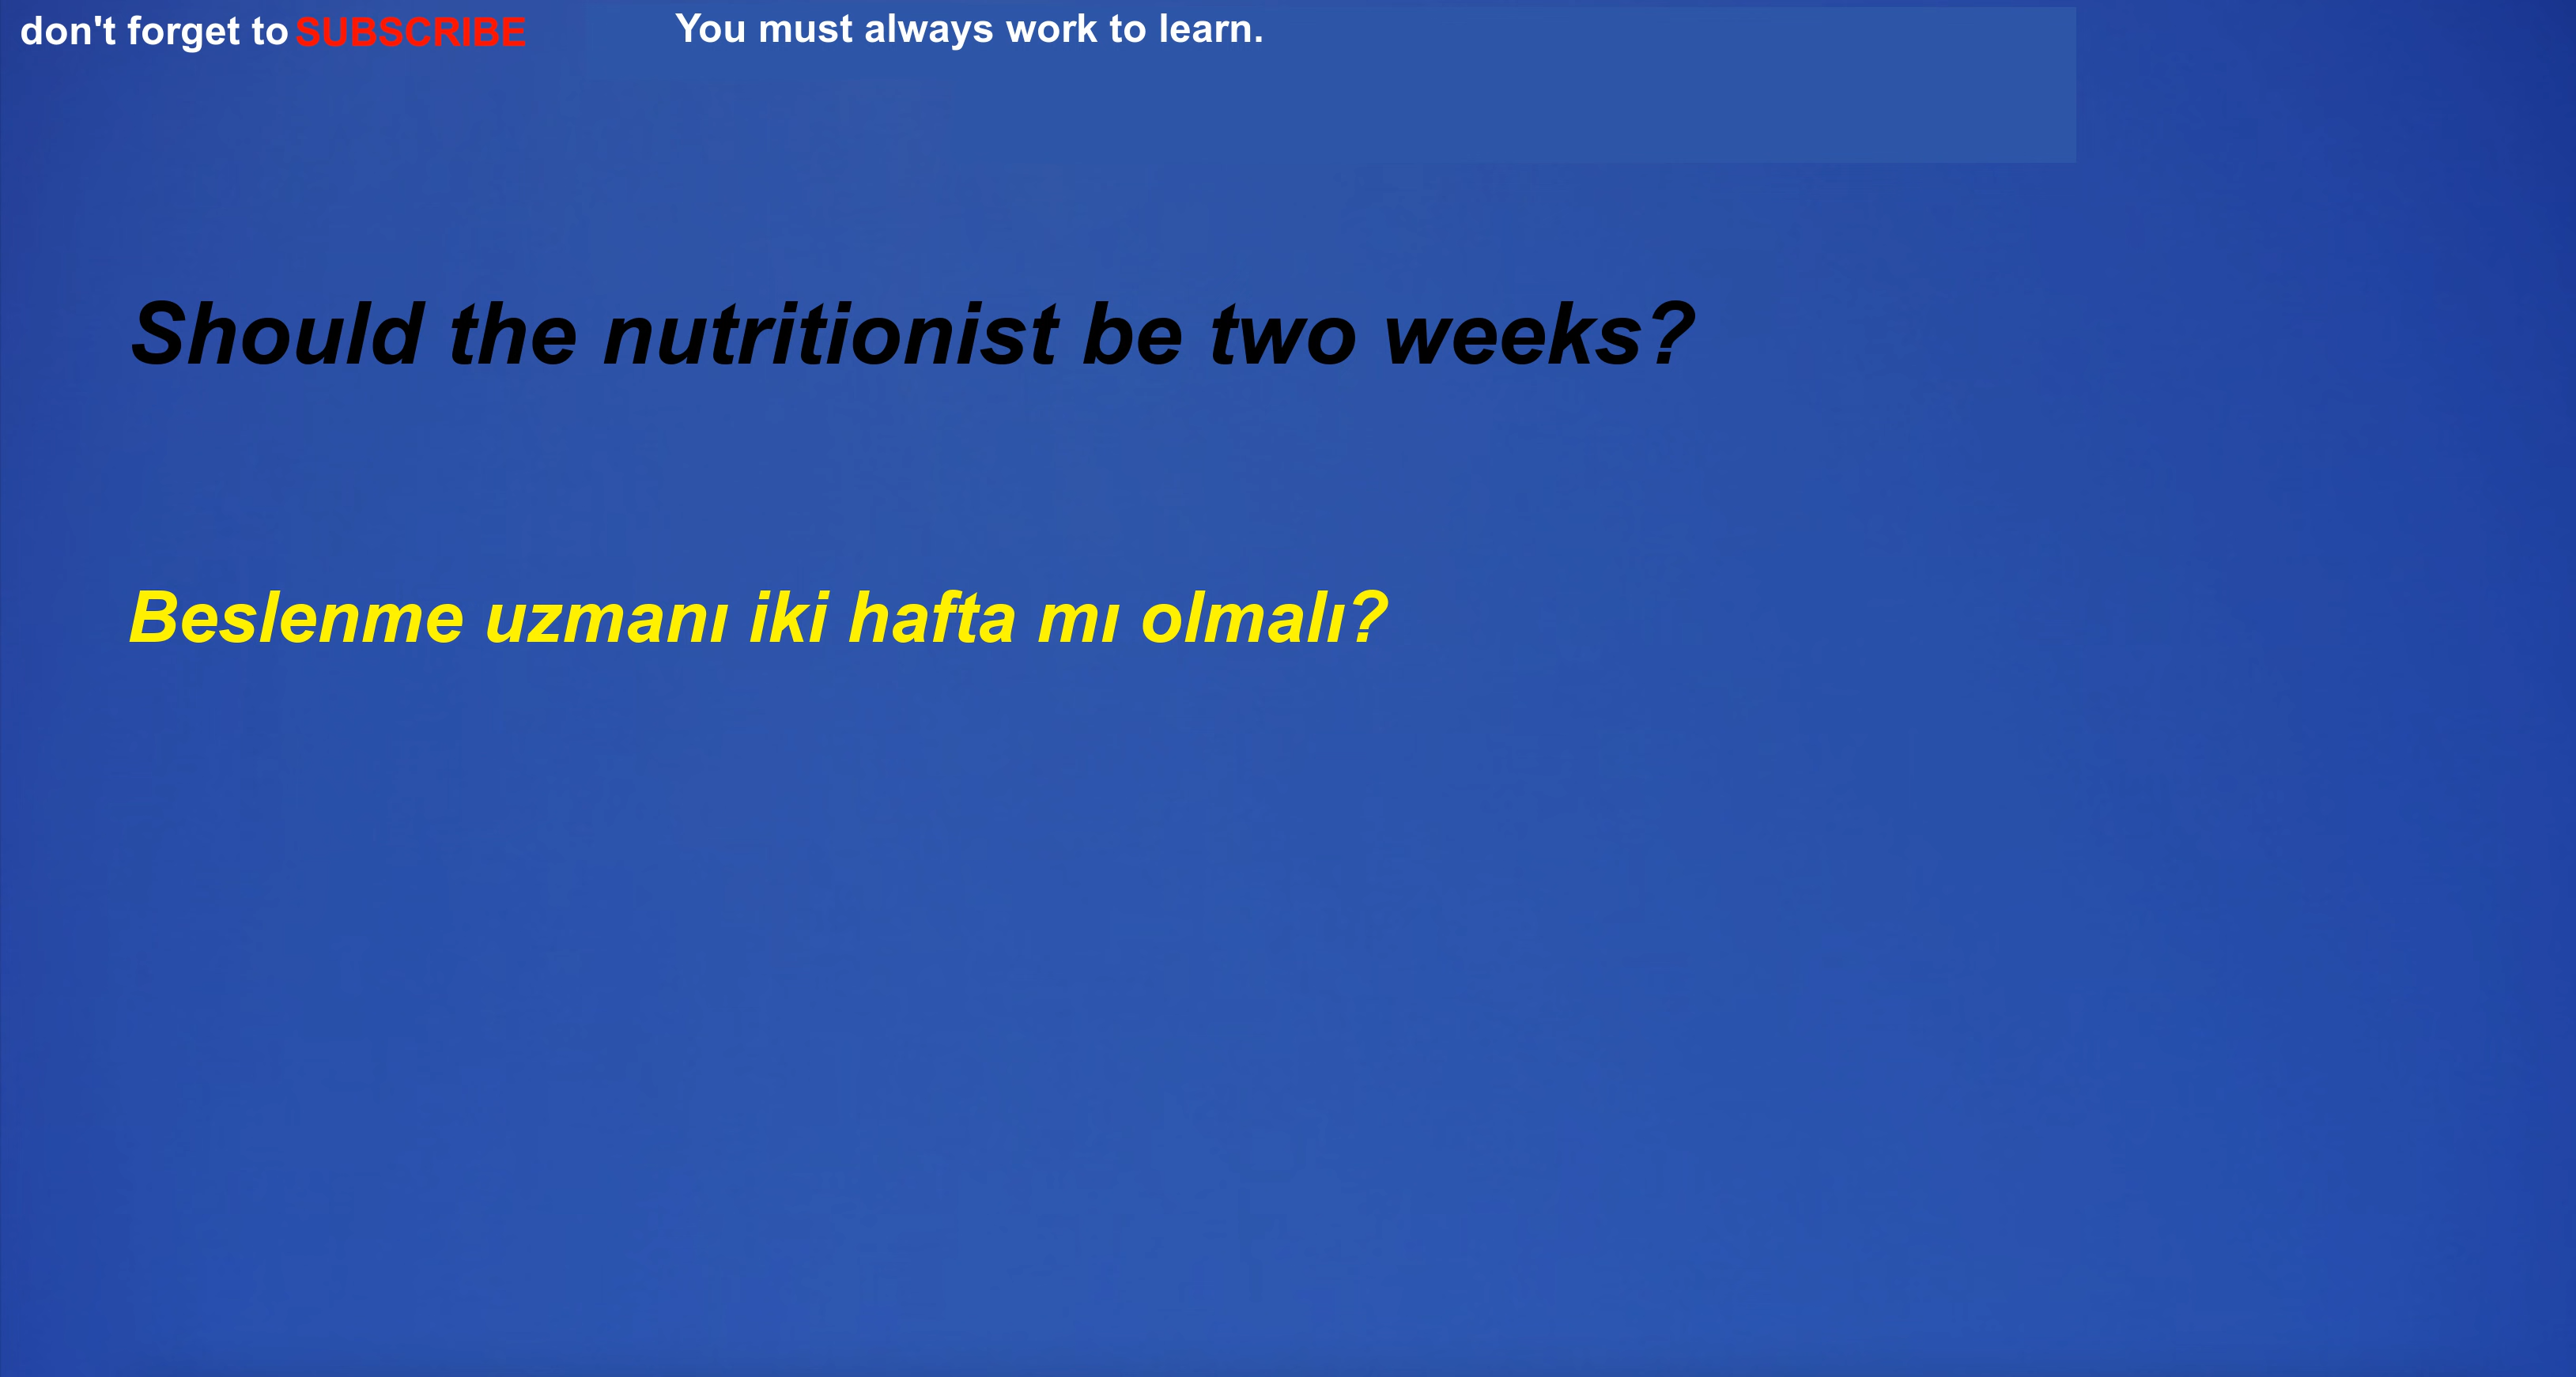 don't forget to SUBSCRIBE
You must always work to learn.
Should the nutritionist be two weeks?
Beslenme uzmanı iki hafta mı olmalı?